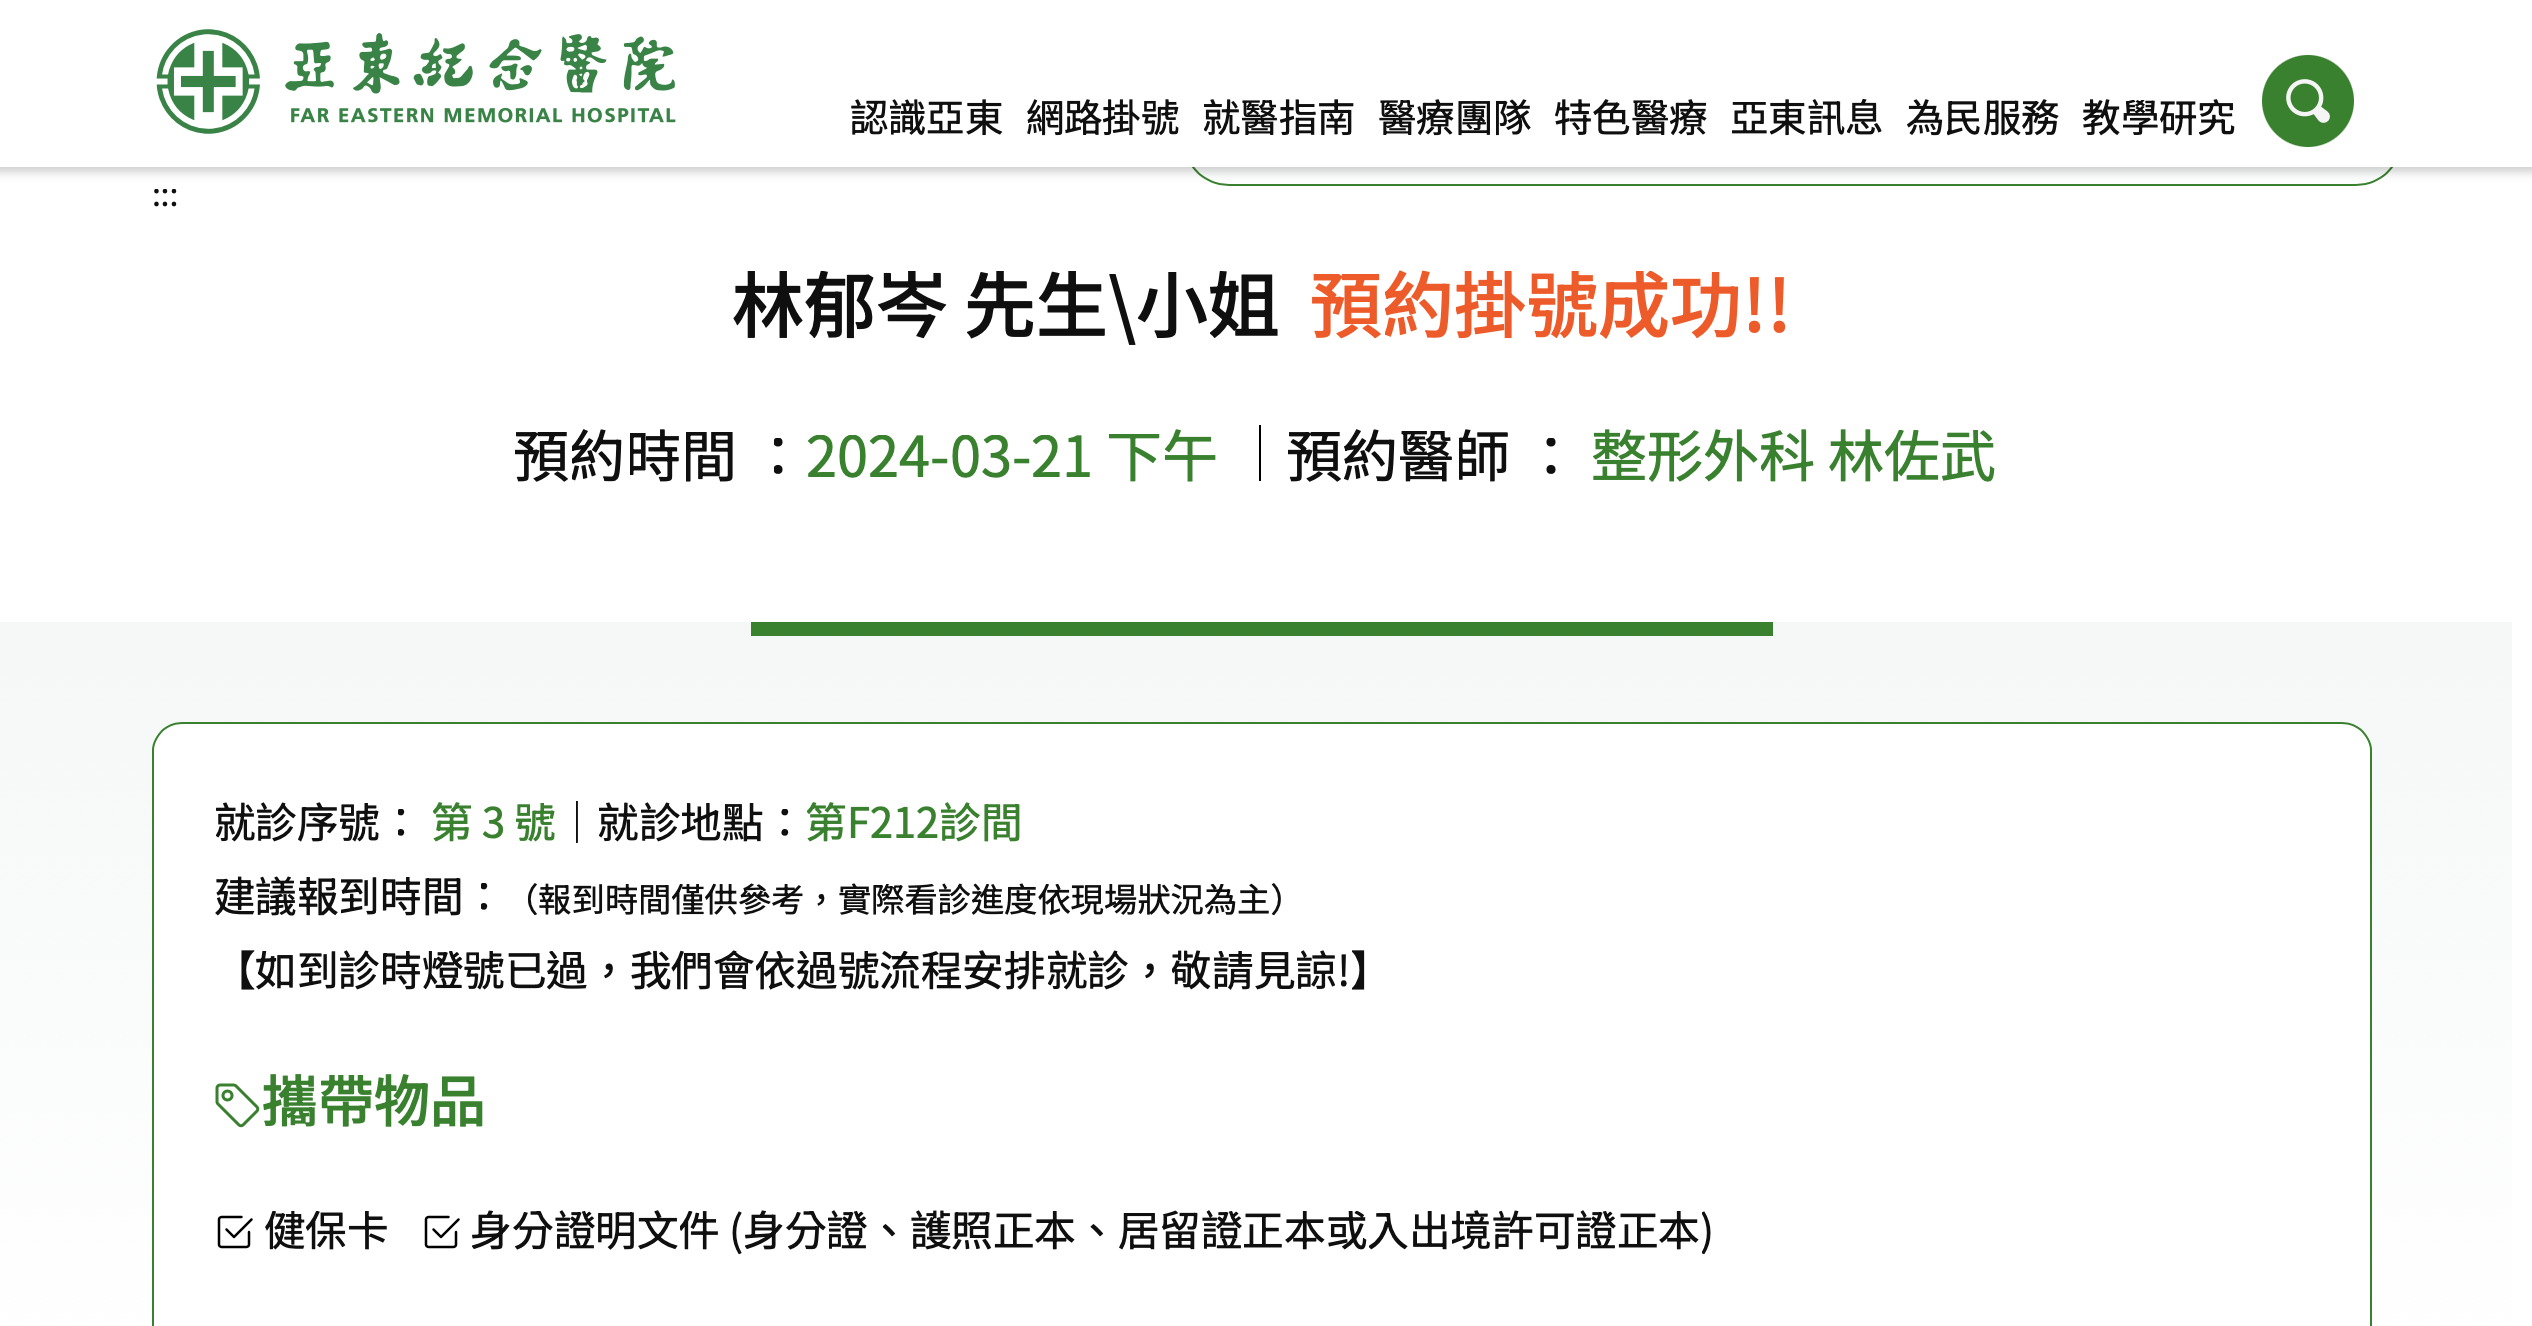 亞東紀念醫院
FAR EASTERN MEMORIAL HOSPITAL
認識亞東 網路掛號 就醫指南 醫療團隊 特色醫療 亞東訊息 為民服務 教學研究
:::
林郁岑 先生\小姐 預約掛號成功!!
預約時間 ：2024-03-21 下午 ｜預約醫師 ： 整形外科 林佐武
就診序號： 第 3 號｜就診地點：第F212診間
建議報到時間：（報到時間僅供參考，實際看診進度依現場狀況為主）
【如到診時燈號已過，我們會依過號流程安排就診，敬請見諒!】
攜帶物品
健保卡 身分證明文件 (身分證、護照正本、居留證正本或入出境許可證正本)